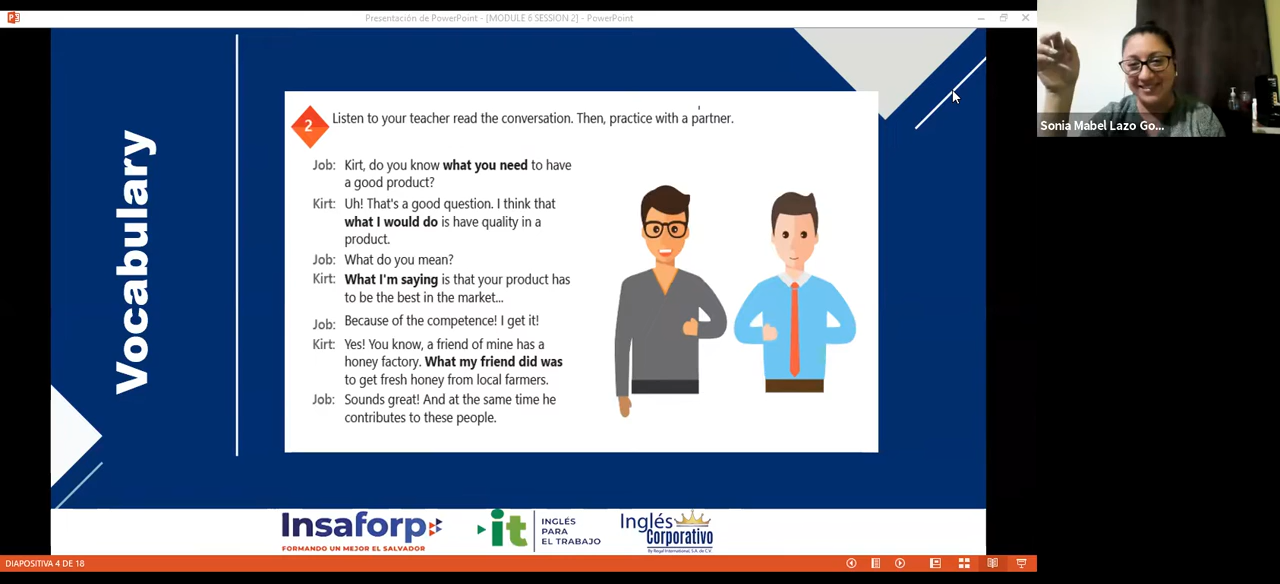 Presentación de PowerPoint - [MODULE 6 SESSION 2] - PowerPoint
Sonia Mabel Lazo Go...
Vocabulary
2
Listen to your teacher read the conversation. Then, practice with a partner.
Job: Kirt, do you know what you need to have
a good product?
Kirt: Uh! That's a good question. I think that
what I would do is have quality in a
product.
Job: What do you mean?
Kirt: What I'm saying is that your product has
to be the best in the market...
Job: Because of the competence! I get it!
Kirt: Yes! You know, a friend of mine has a
honey factory. What my friend did was
to get fresh honey from local farmers.
Job: Sounds great! And at the same time he
contributes to these people.
Insaforp
FORMANDO UN MEJOR EL SALVADOR
it
INGLÉS
PARA
EL TRABAJO
Inglés
Corporativo
By Regal International, S.A. de C.V.
DIAPOSITIVA 4 DE 18